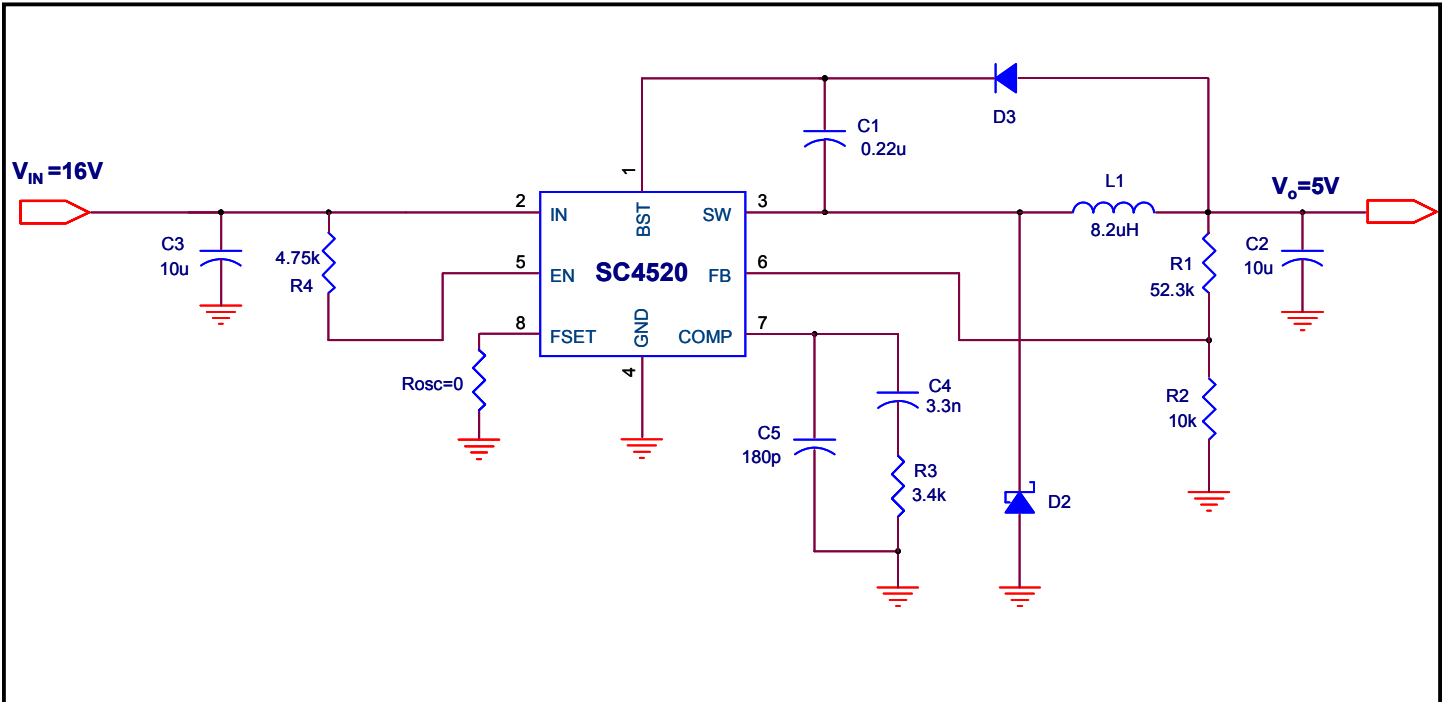 D3
C1
0.22u
V_IN =16V
1
L1
V_o=5V
2
IN
BST
SW
3
8.2uH
C3
10u
4.75k
R4
5
EN
SC4520
FB
6
R1
52.3k
C2
10u
8
FSET
GND
COMP
7
Rosc=0
4
C4
3.3n
R2
10k
C5
180p
R3
3.4k
D2